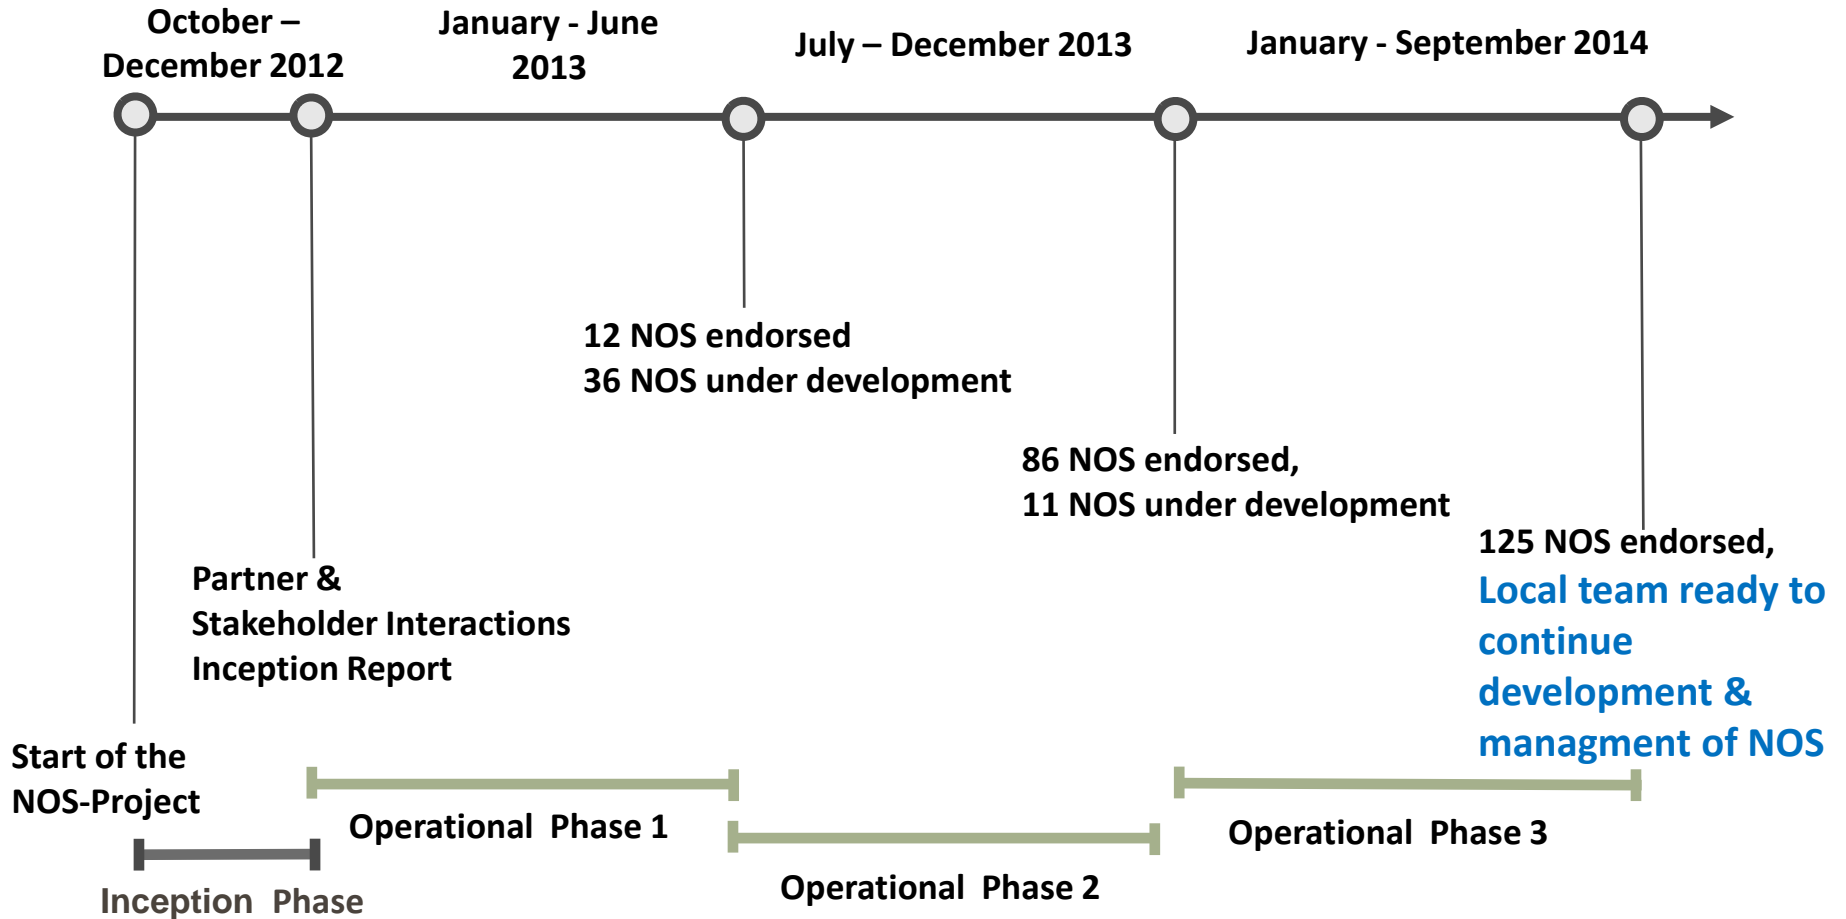 October –
December 2012
January - June
2013
July – December 2013
January - September 2014
12 NOS endorsed
36 NOS under development
86 NOS endorsed,
11 NOS under development
125 NOS endorsed,
Local team ready to
continue
development &
managment of NOS
Partner &
Stakeholder Interactions
Inception Report
Start of the
NOS-Project
Operational Phase 1
Operational Phase 2
Operational Phase 3
Inception Phase